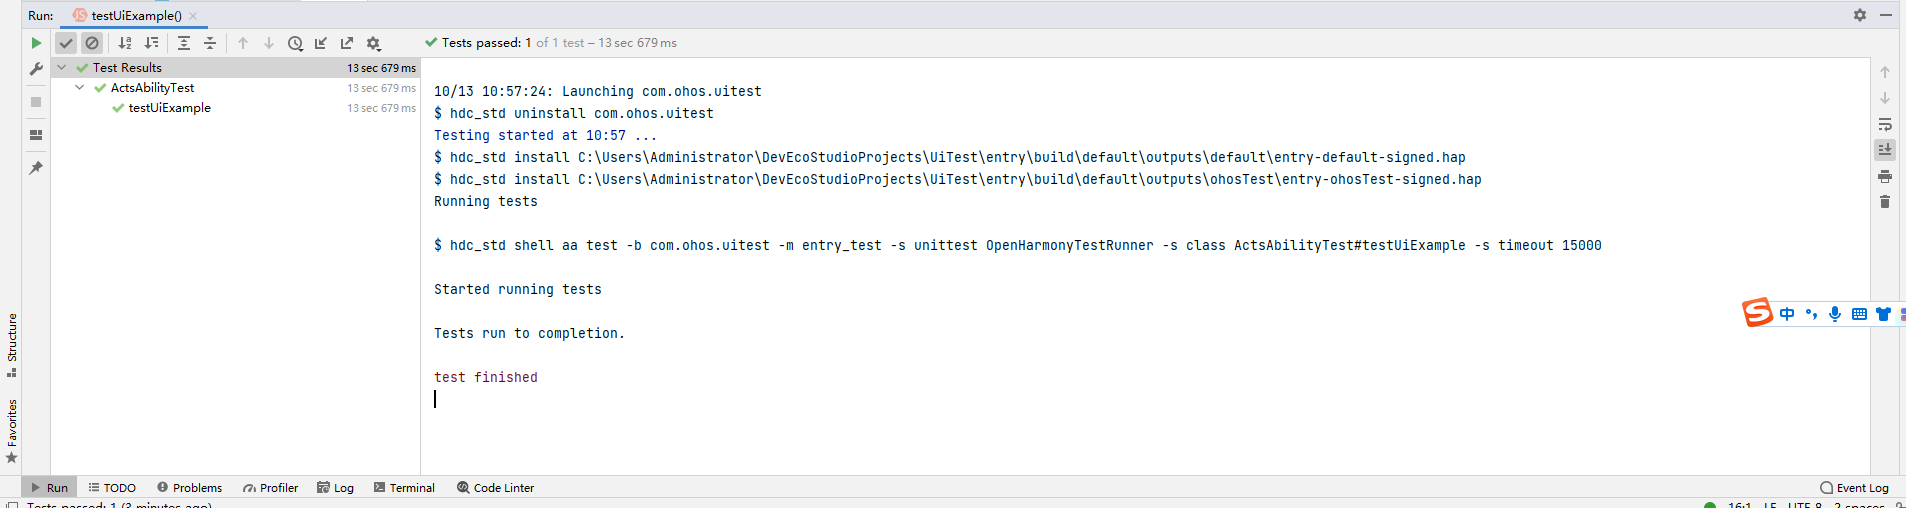 Run: testUiExample()
Tests passed: 1 of 1 test – 13 sec 679 ms
Test Results 13 sec 679 ms
ActsAbilityTest 13 sec 679 ms
testUiExample 13 sec 679 ms
10/13 10:57:24: Launching com.ohos.uitest
$ hdc_std uninstall com.ohos.uitest
Testing started at 10:57 ...
$ hdc_std install C:\Users\Administrator\DevEcoStudioProjects\UiTest\entry\build\default\outputs\default\entry-default-signed.hap
$ hdc_std install C:\Users\Administrator\DevEcoStudioProjects\UiTest\entry\build\default\outputs\ohosTest\entry-ohosTest-signed.hap
Running tests
$ hdc_std shell aa test -b com.ohos.uitest -m entry_test -s unittest OpenHarmonyTestRunner -s class ActsAbilityTest#testUiExample -s timeout 15000
Started running tests
Tests run to completion.
test finished
Structure
Favorites
S 中
Run TODO Problems Profiler Log Terminal Code Linter Event Log
Tests passed: 1 (3 minutes ago) 16:1 LF UTF-8 2 spaces